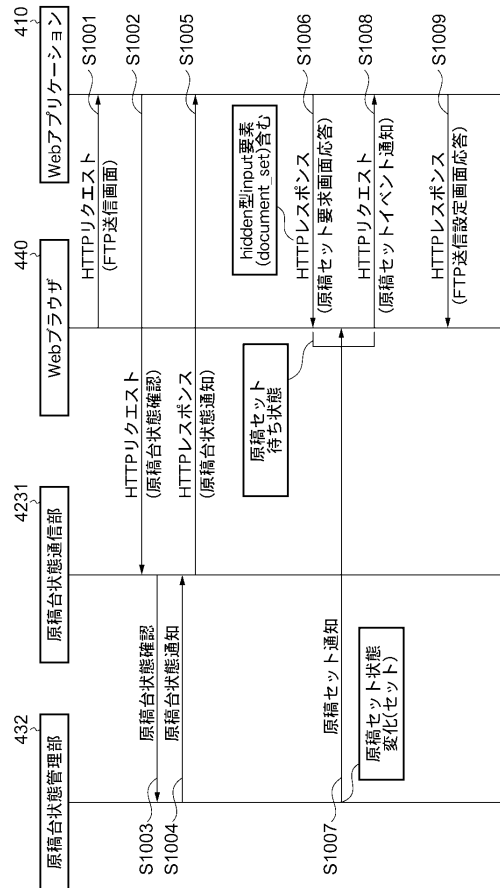 432
原稿台状態管理部
4231
原稿台状態通信部
440
Webブラウザ
410
Webアプリケーション
HTTPリクエスト
(FTP送信画面)
S1001
HTTPリクエスト
(原稿台状態確認)
S1002
S1003
原稿台状態確認
S1004
原稿台状態通知
HTTPレスポンス
(原稿台状態通知)
S1005
hidden型input要素
(document_set)含む
HTTPレスポンス
(原稿セット要求画面応答)
S1006
原稿セット
待ち状態
S1007
原稿セット通知
原稿セット状態
変化(セット)
HTTPリクエスト
(原稿セットイベント通知)
S1008
HTTPレスポンス
(FTP送信設定画面応答)
S1009